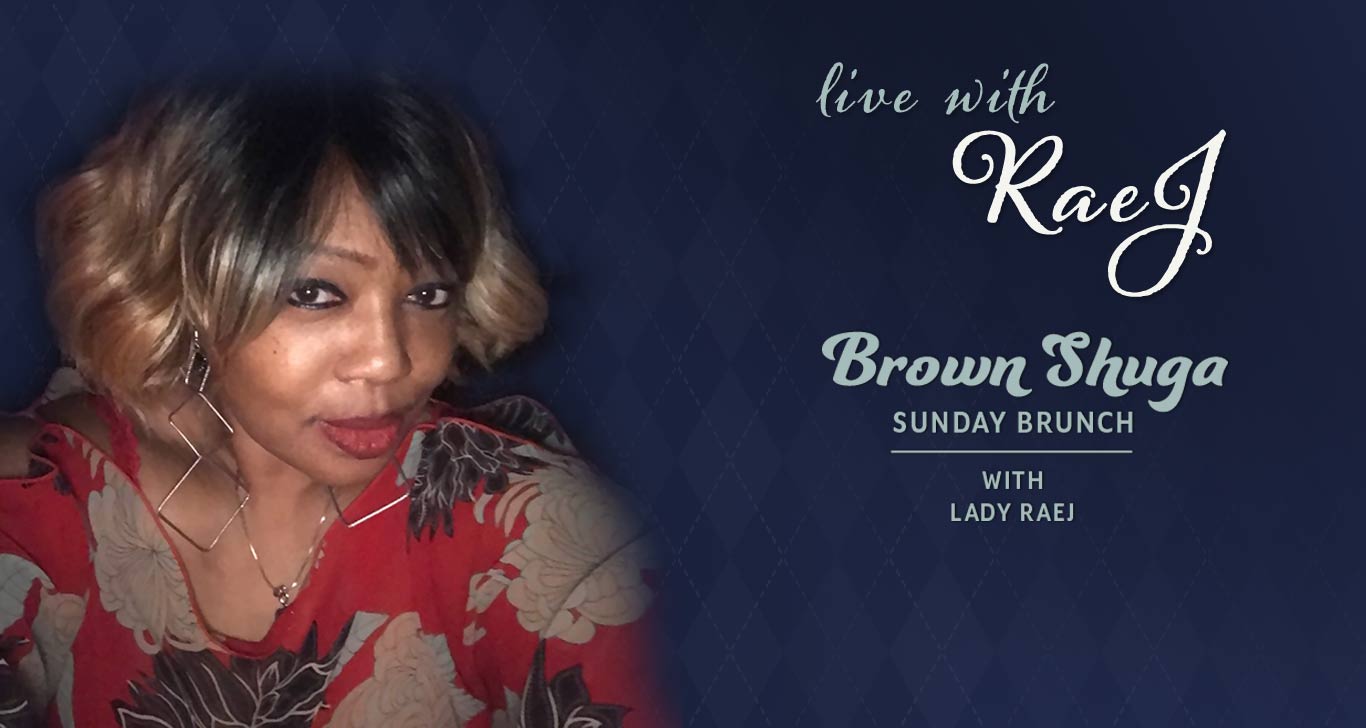 live with
RaeJ
Brown Shuga
SUNDAY BRUNCH
WITH
LADY RAEJ